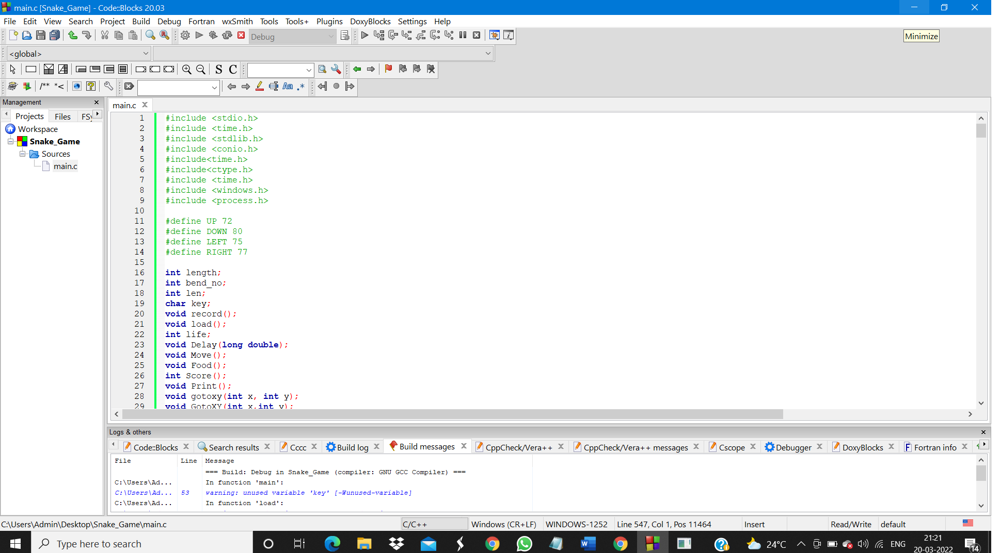 main.c [Snake_Game] - Code::Blocks 20.03
File Edit View Search Project Build Debug Fortran wxSmith Tools Tools+ Plugins DoxyBlocks Settings Help
Debug
Minimize
<global>
S C
/** *<
Aa .*
Management
main.c
Projects Files FSy
Workspace
Snake_Game
Sources
main.c
1 #include <stdio.h>
2 #include <time.h>
3 #include <stdlib.h>
4 #include <conio.h>
5 #include<time.h>
6 #include<ctype.h>
7 #include <time.h>
8 #include <windows.h>
9 #include <process.h>
10
11 #define UP 72
12 #define DOWN 80
13 #define LEFT 75
14 #define RIGHT 77
15
16 int length;
17 int bend_no;
18 int len;
19 char key;
20 void record();
21 void load();
22 int life;
23 void Delay(long double);
24 void Move();
25 void Food();
26 int Score();
27 void Print();
28 void gotoxy(int x, int y);
29 void GotoXY(int x,int y);
Logs & others
Code::Blocks Search results Cccc Build log Build messages CppCheck/Vera++ CppCheck/Vera++ messages Cscope Debugger DoxyBlocks Fortran info
File Line Message
=== Build: Debug in Snake_Game (compiler: GNU GCC Compiler) ===
C:\Users\Ad... In function 'main':
C:\Users\Ad... 53 warning: unused variable 'key' [-Wunused-variable]
C:\Users\Ad... In function 'load':
C:\Users\Admin\Desktop\Snake_Game\main.c C/C++ Windows (CR+LF) WINDOWS-1252 Line 547, Col 1, Pos 11464 Insert Read/Write default
Type here to search
24°C ENG 21:21
20-03-2022
14